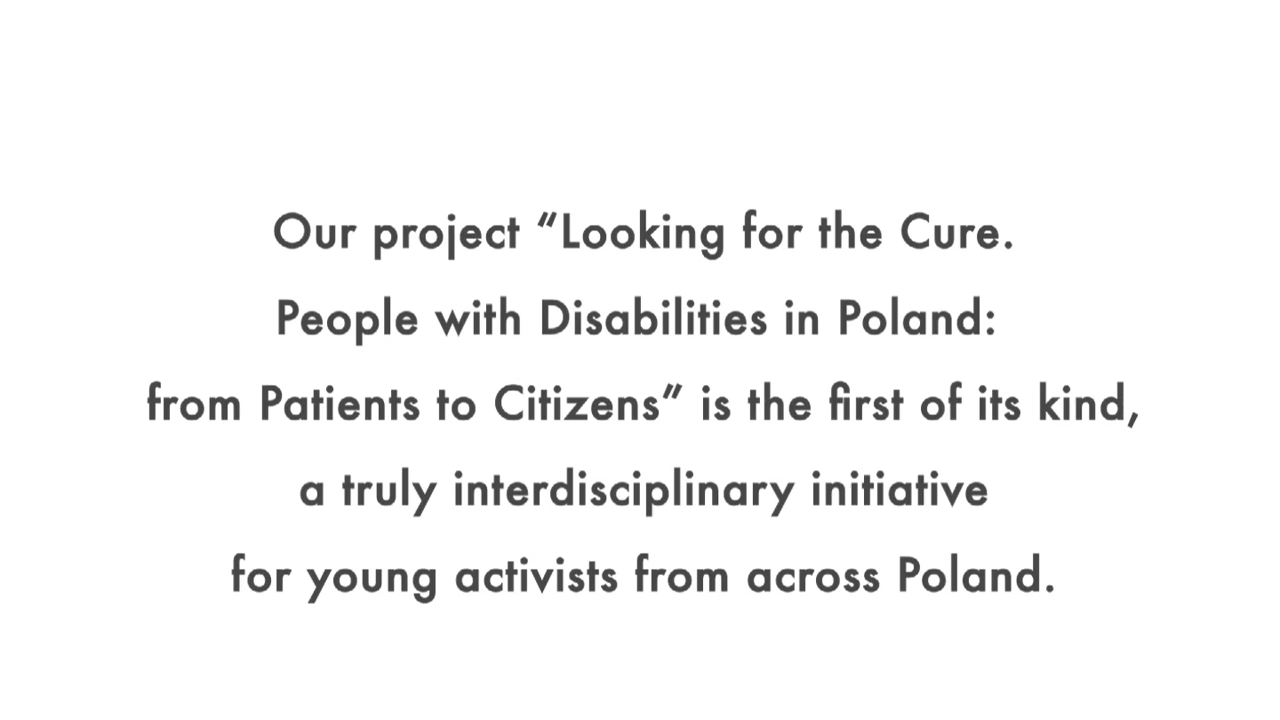 Our project “Looking for the Cure.
People with Disabilities in Poland:
from Patients to Citizens” is the first of its kind,
a truly interdisciplinary initiative
for young activists from across Poland.